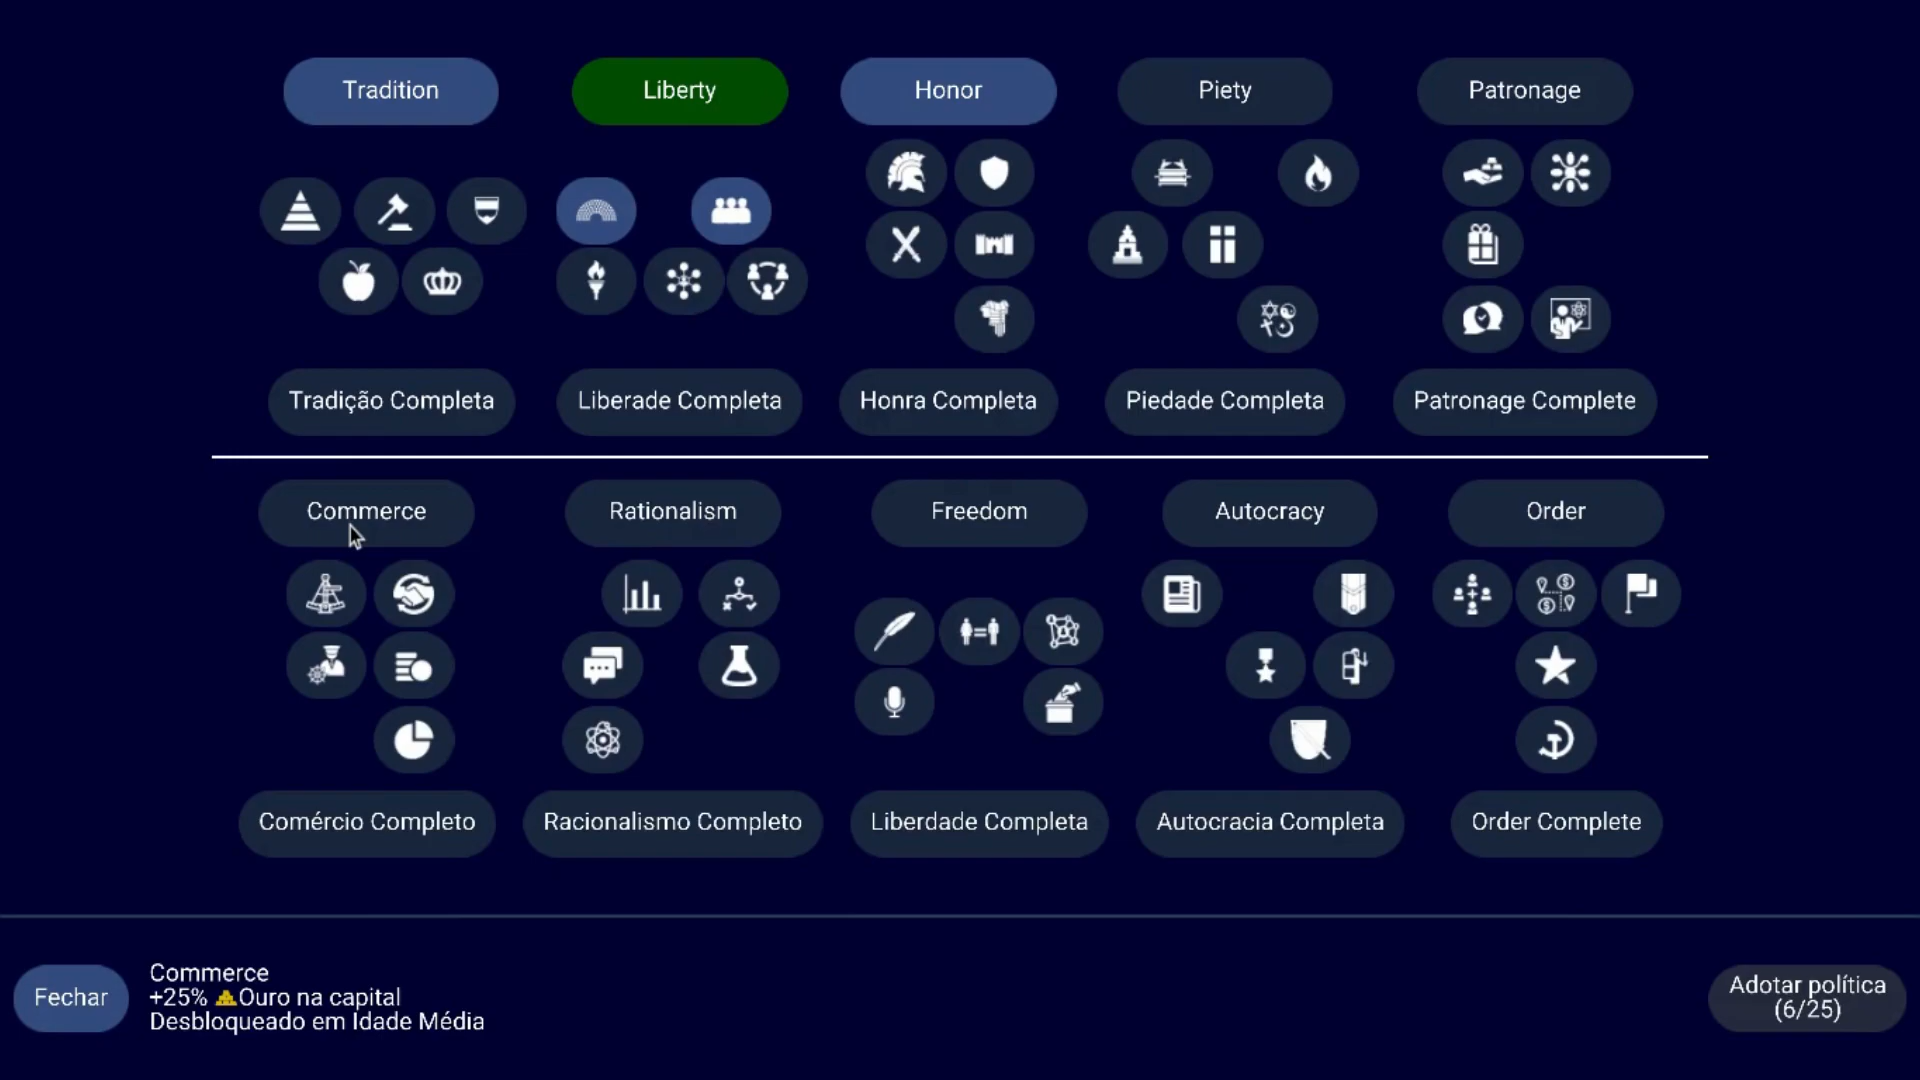 Tradition
Liberty
Honor
Piety
Patronage
Tradição Completa
Liberade Completa
Honra Completa
Piedade Completa
Patronage Complete
Commerce
Rationalism
Freedom
Autocracy
Order
Comércio Completo
Racionalismo Completo
Liberdade Completa
Autocracia Completa
Order Complete
Fechar
Commerce
+25% Ouro na capital
Desbloqueado em Idade Média
Adotar política
(6/25)